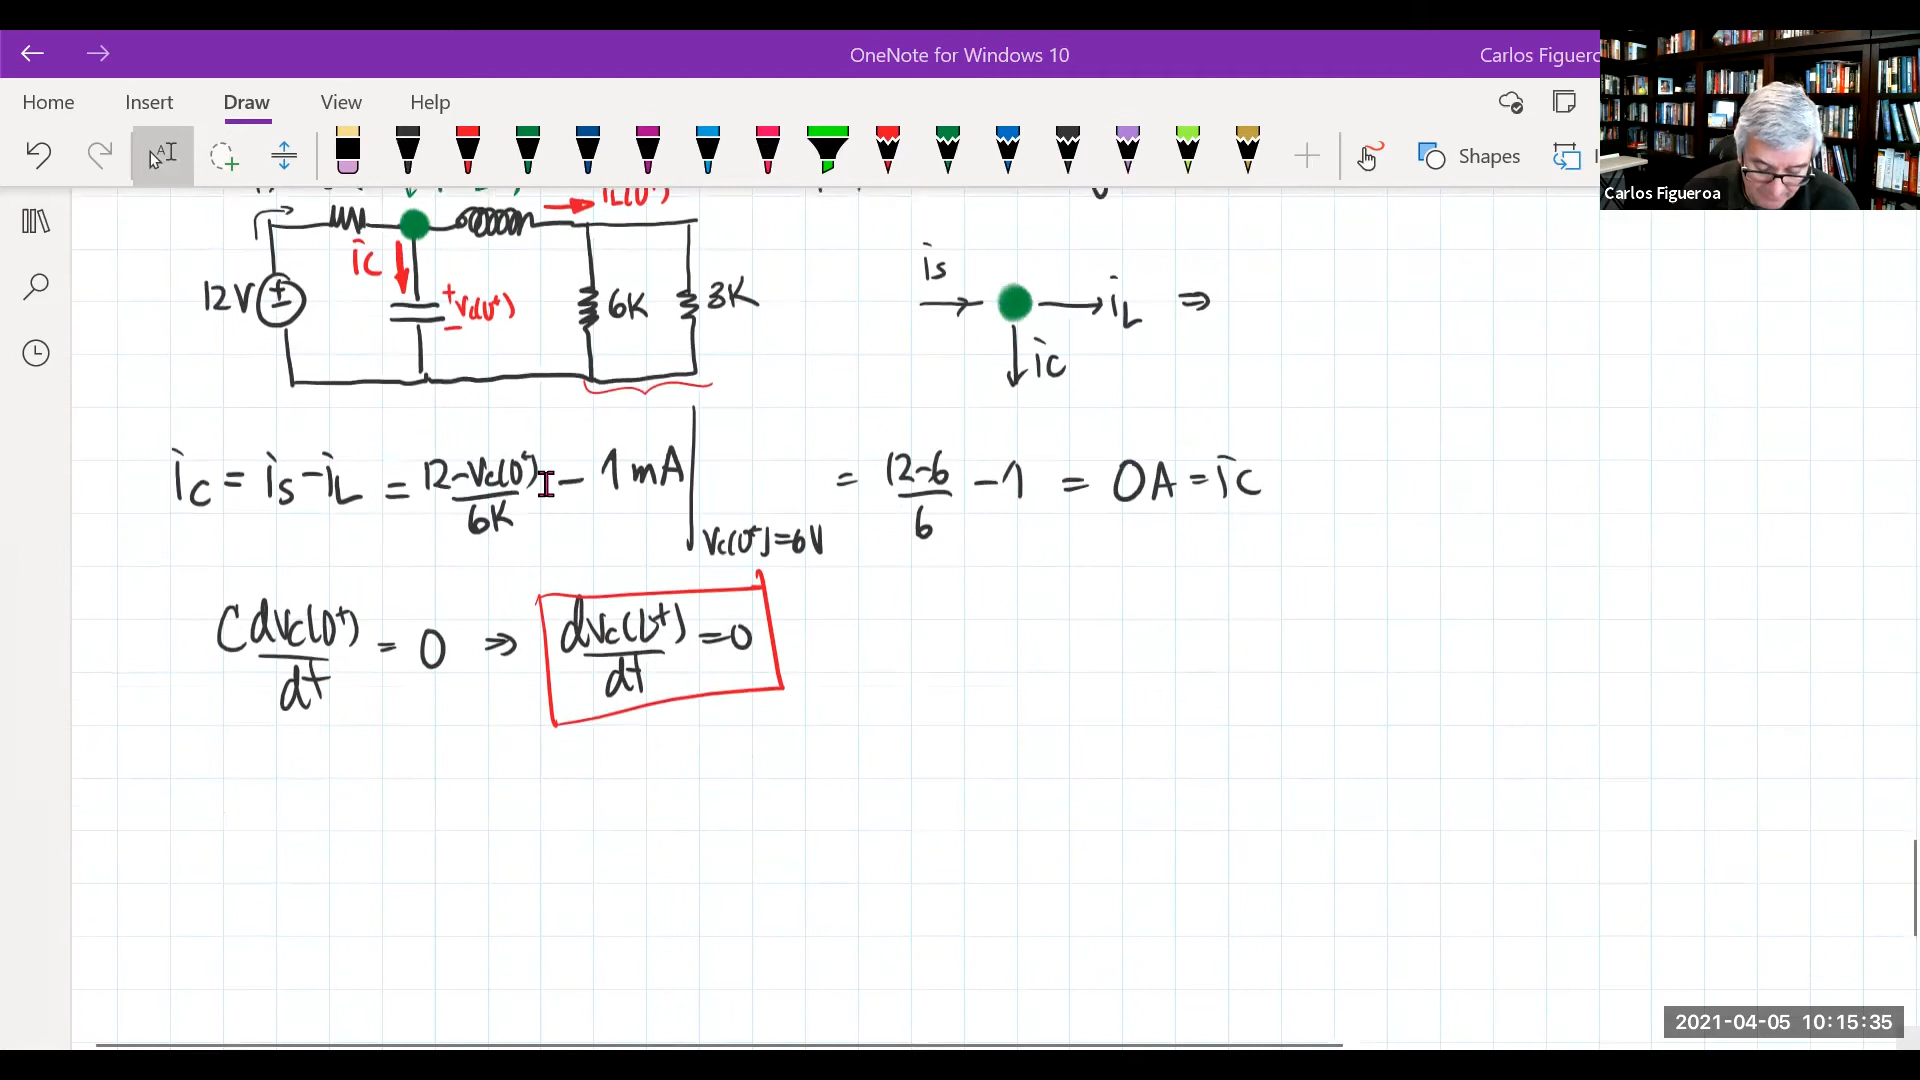 OneNote for Windows 10
Carlos Figuero
Home Insert Draw View Help
Shapes
Carlos Figueroa
iL(0⁺)
is
ic
12V
+ Vc(0⁺) −
6K
3K
iL ⇒
ic
ic = is − iL = 12 − Vc(0⁺) / 6K − 1 mA | Vc(0⁺) = 6V = 12 − 6 / 6 − 1 = 0A = ic
C dVc(0⁺) / dt = 0 ⇒ dVc(0⁺) / dt = 0
2021-04-05 10:15:35